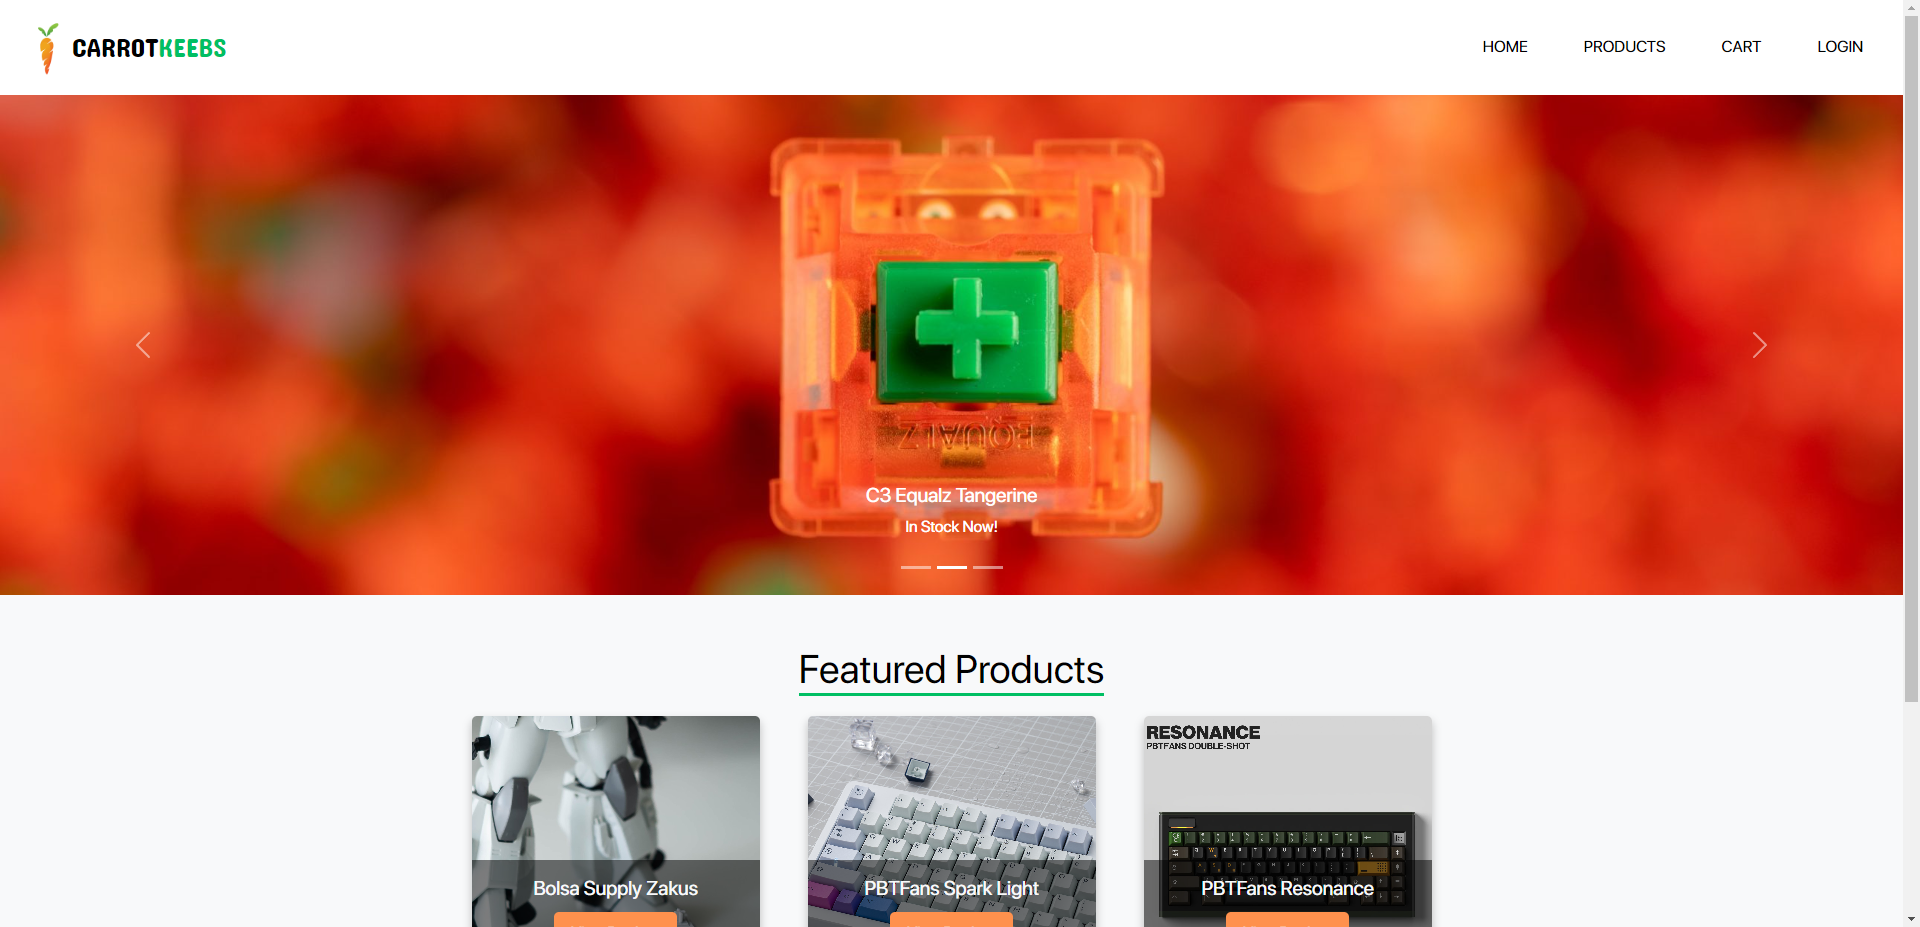 CARROTKEEBS
HOME
PRODUCTS
CART
LOGIN
EQUALZ
C3 Equalz Tangerine
In Stock Now!
Featured Products
Bolsa Supply Zakus
PBTFans Spark Light
RESONANCE
PBTFANS DOUBLE-SHOT
PBTFans Resonance